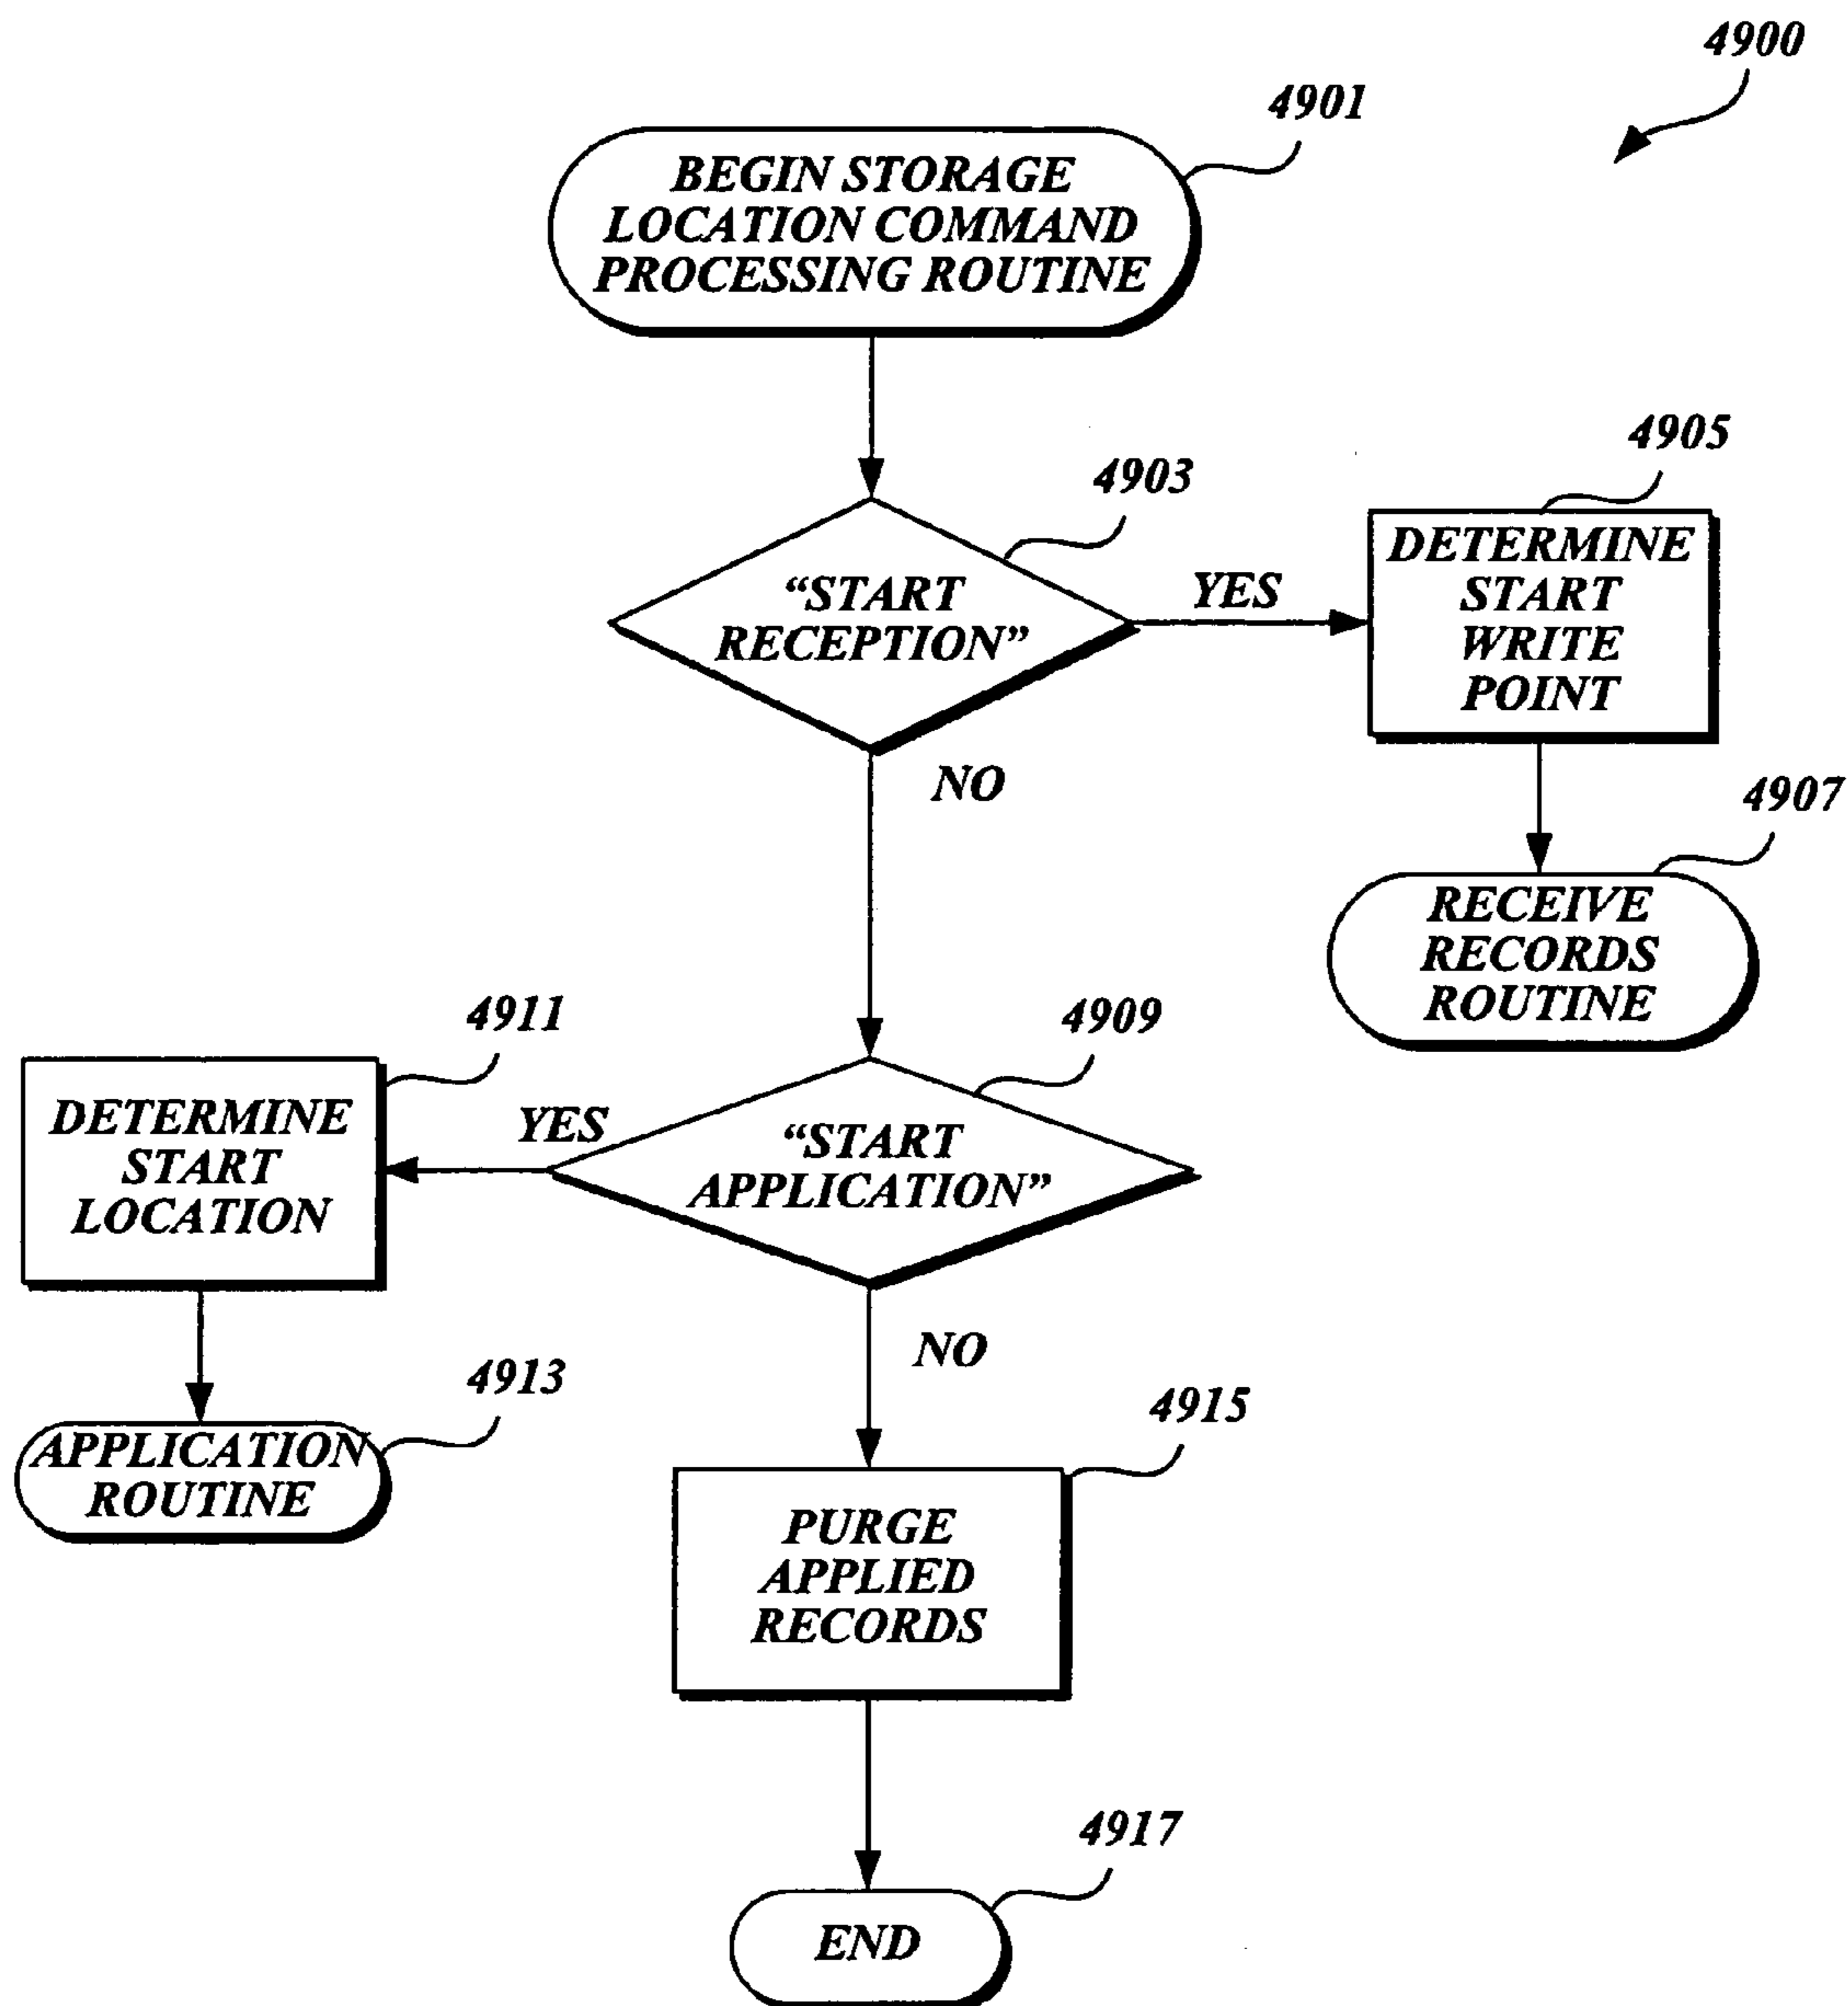 4900
4901
BEGIN STORAGE
LOCATION COMMAND
PROCESSING ROUTINE
4903
“START
RECEPTION”
YES
NO
4905
DETERMINE
START
WRITE
POINT
4907
RECEIVE
RECORDS
ROUTINE
4909
“START
APPLICATION”
YES
NO
4911
DETERMINE
START
LOCATION
4913
APPLICATION
ROUTINE
4915
PURGE
APPLIED
RECORDS
4917
END